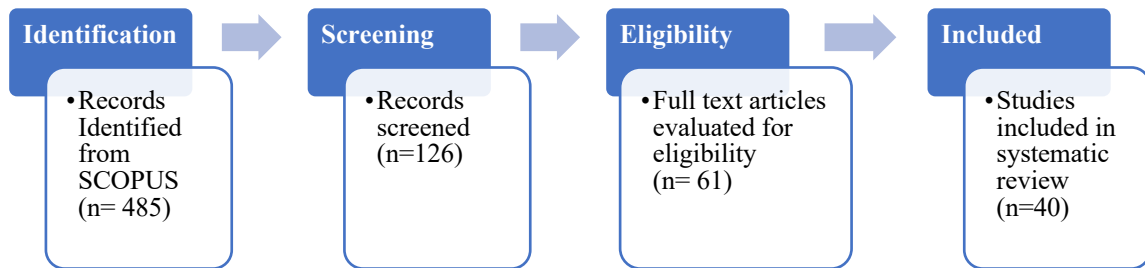 Identification
•Records
Identified
from
SCOPUS
(n= 485)
Screening
•Records
screened
(n=126)
Eligibility
•Full text articles
evaluated for
eligibility
(n= 61)
Included
•Studies
included in
systematic
review
(n=40)